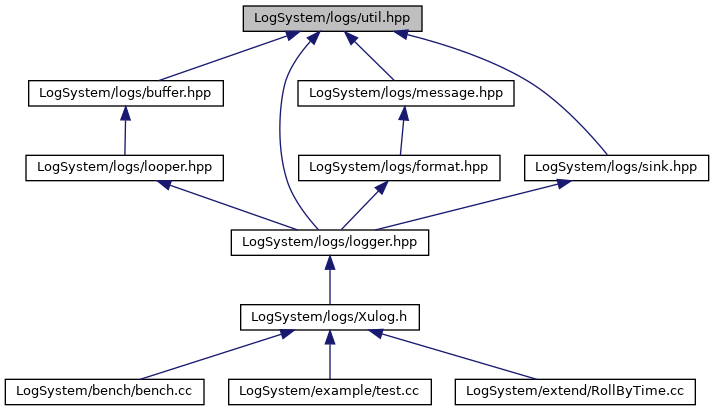 LogSystem/logs/util.hpp
LogSystem/logs/buffer.hpp
LogSystem/logs/message.hpp
LogSystem/logs/looper.hpp
LogSystem/logs/format.hpp
LogSystem/logs/sink.hpp
LogSystem/logs/logger.hpp
LogSystem/logs/Xulog.h
LogSystem/bench/bench.cc
LogSystem/example/test.cc
LogSystem/extend/RollByTime.cc